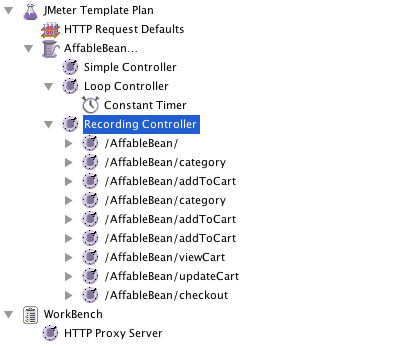 JMeter Template Plan
HTTP Request Defaults
AffableBean...
Simple Controller
Loop Controller
Constant Timer
Recording Controller
/AffableBean/
/AffableBean/category
/AffableBean/addToCart
/AffableBean/category
/AffableBean/addToCart
/AffableBean/addToCart
/AffableBean/viewCart
/AffableBean/updateCart
/AffableBean/checkout
WorkBench
HTTP Proxy Server